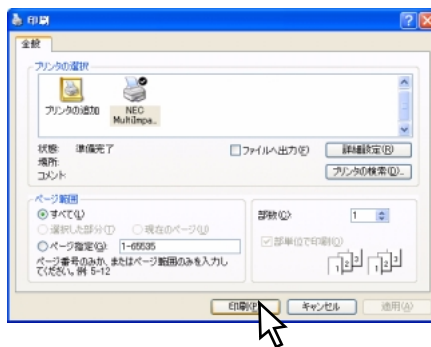 印刷
全般
プリンタの選択
プリンタの追加
NEC
MultiImpa...
状態: 準備完了
場所:
コメント:
ファイルへ出力(F)
詳細設定(R)
プリンタの検索(D)...
ページ範囲
すべて(L)
選択した部分(T)
現在のページ(U)
ページ指定(G): 1-65535
ページ番号のみか、またはページ範囲のみを入力し
てください。例 5-12
部数(C): 1
部単位で印刷(O)
1 2 3
1 2 3
印刷(P)
キャンセル
適用(A)